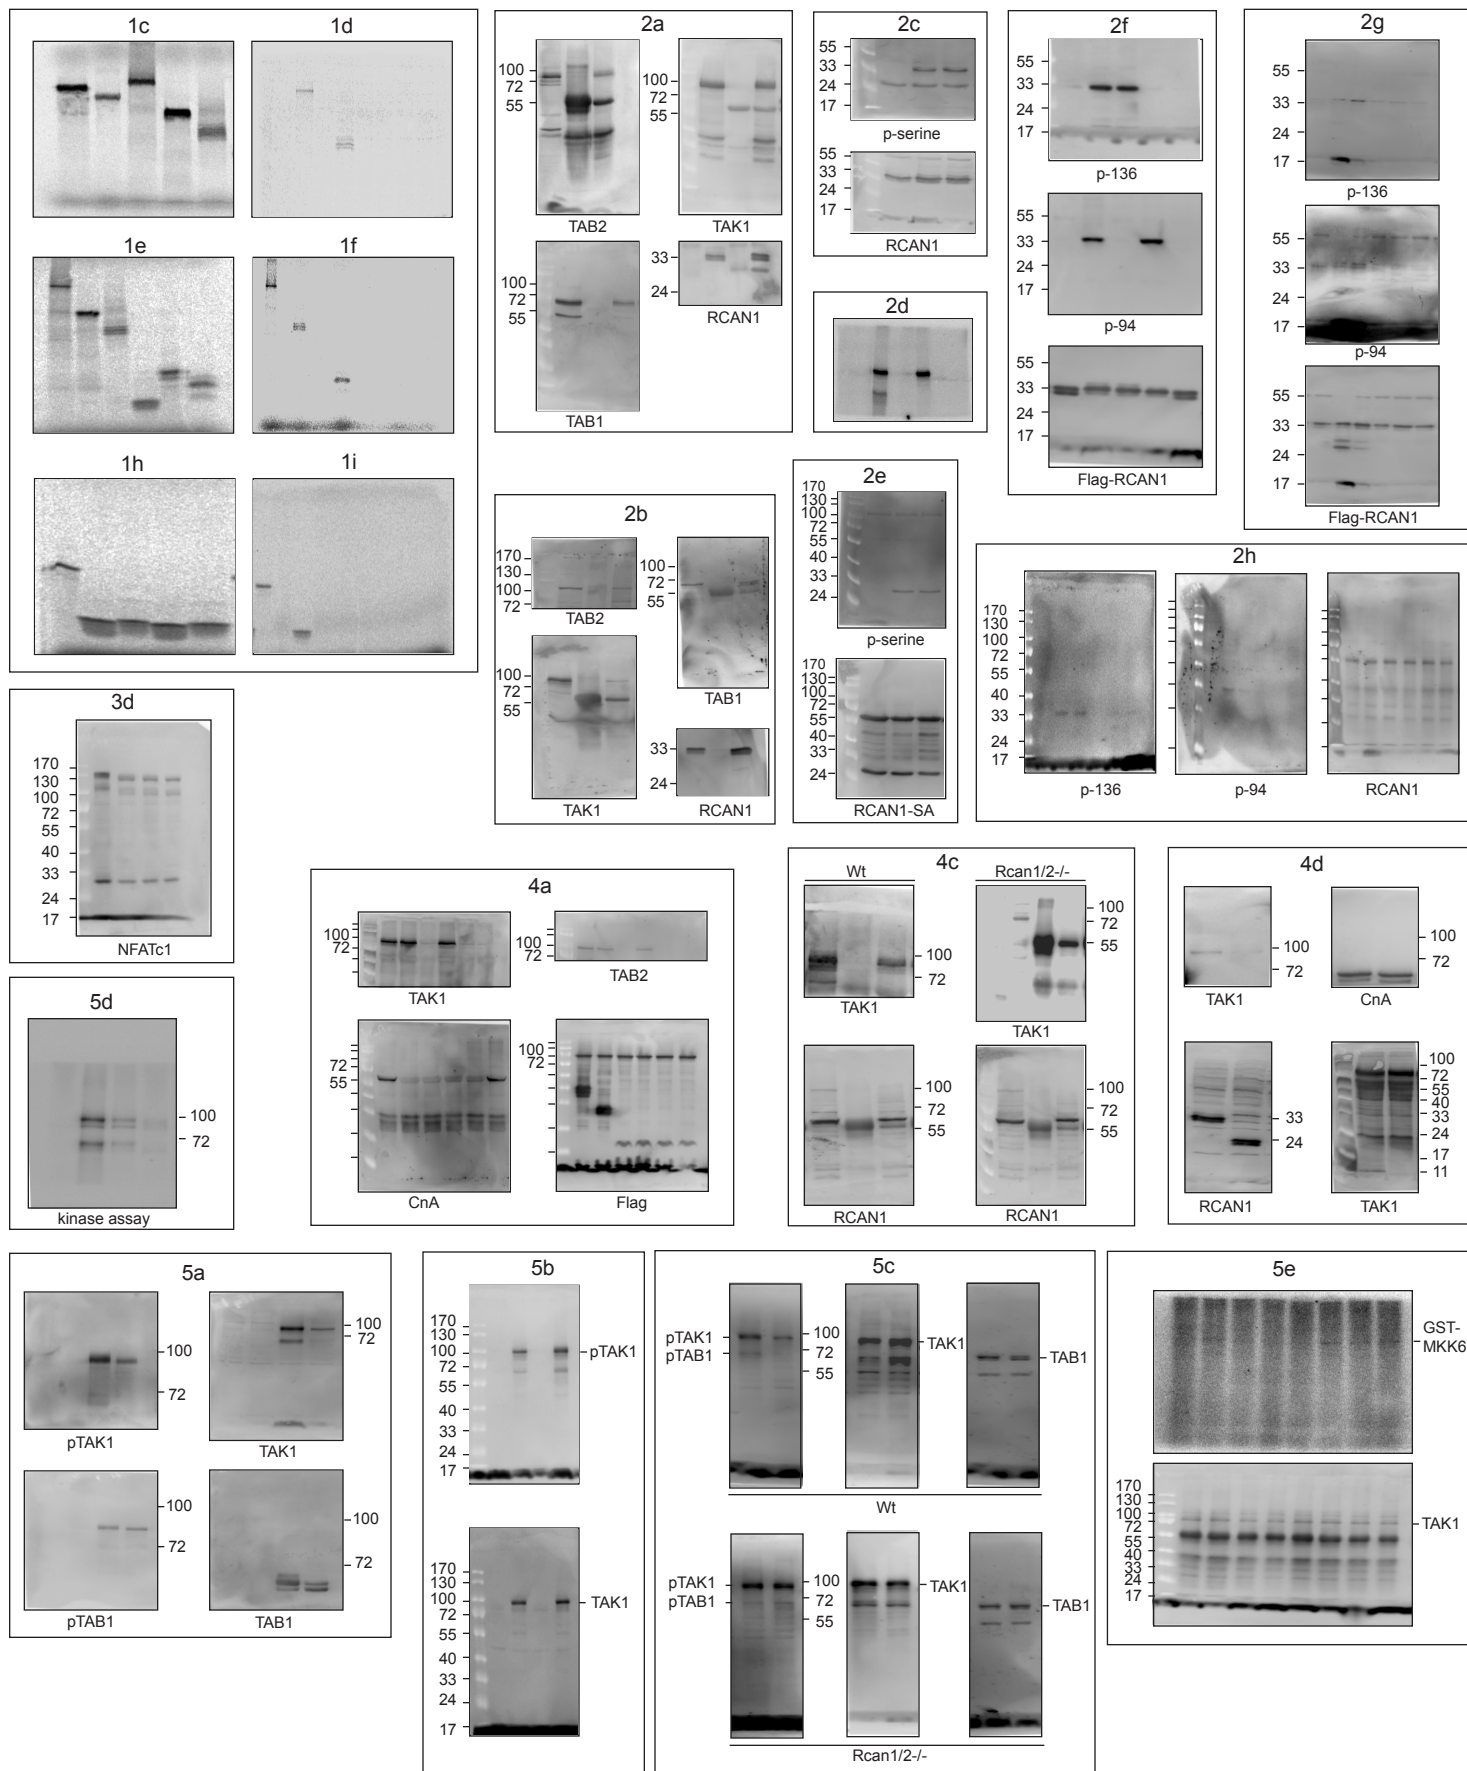 1c
1d
1e
1f
1h
1i
2a
100
72
55
TAB2
100
72
55
TAK1
100
72
55
TAB1
33
24
RCAN1
2c
55
33
24
17
p-serine
55
33
24
17
RCAN1
2d
2f
55
33
24
17
p-136
55
33
24
17
p-94
55
33
24
17
Flag-RCAN1
2g
55
33
24
17
p-136
55
33
24
17
p-94
55
33
24
17
Flag-RCAN1
2b
170
130
100
72
TAB2
100
72
55
TAB1
100
72
55
TAK1
33
24
RCAN1
2e
170
130
100
72
55
40
33
24
p-serine
170
130
100
72
55
40
33
24
RCAN1-SA
2h
170
130
100
72
55
40
33
24
17
p-136
p-94
RCAN1
3d
170
130
100
72
55
40
33
24
17
NFATc1
4a
100
72
TAK1
100
72
TAB2
72
55
CnA
100
72
Flag
4c
Wt
Rcan1/2-/-
100
72
TAK1
100
72
55
TAK1
100
72
55
RCAN1
100
72
55
RCAN1
4d
100
72
TAK1
100
72
CnA
33
24
RCAN1
100
72
55
40
33
24
17
11
TAK1
5d
100
72
kinase assay
5a
100
72
pTAK1
100
72
TAK1
100
72
pTAB1
100
72
TAB1
5b
170
130
100
72
55
40
33
24
17
pTAK1
170
130
100
72
55
40
33
24
17
TAK1
5c
pTAK1
pTAB1
100
72
55
TAK1
TAB1
Wt
pTAK1
pTAB1
100
72
55
TAK1
TAB1
Rcan1/2-/-
5e
GST-
MKK6
170
130
100
72
55
40
33
24
17
TAK1